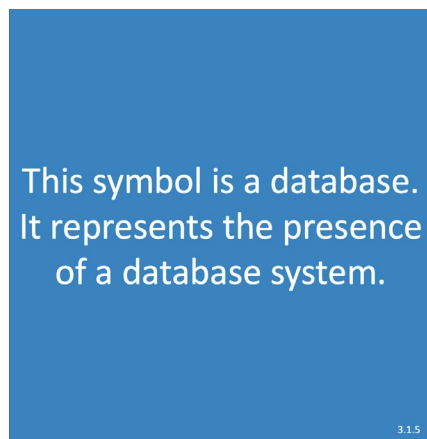 This symbol is a database.
It represents the presence
of a database system.
3.1.5